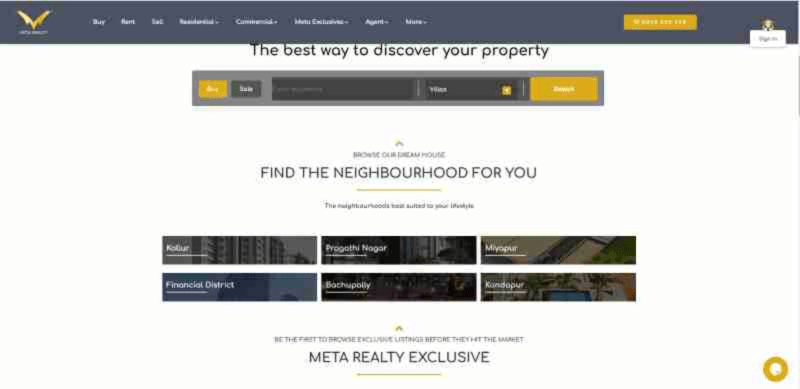 META REALTY
Buy Rent Sell Residential Commercial Meta Exclusives Agent More
Sign In
The best way to discover your property
Buy Sale Villas Search
BROWSE OUR DREAM HOUSE
FIND THE NEIGHBOURHOOD FOR YOU
The neighbourhoods best suited to your lifestyle
Kollur Pragathi Nagar Miyapur
Financial District Bachupally Kondapur
BE THE FIRST TO BROWSE EXCLUSIVE LISTINGS BEFORE THEY HIT THE MARKET
META REALTY EXCLUSIVE